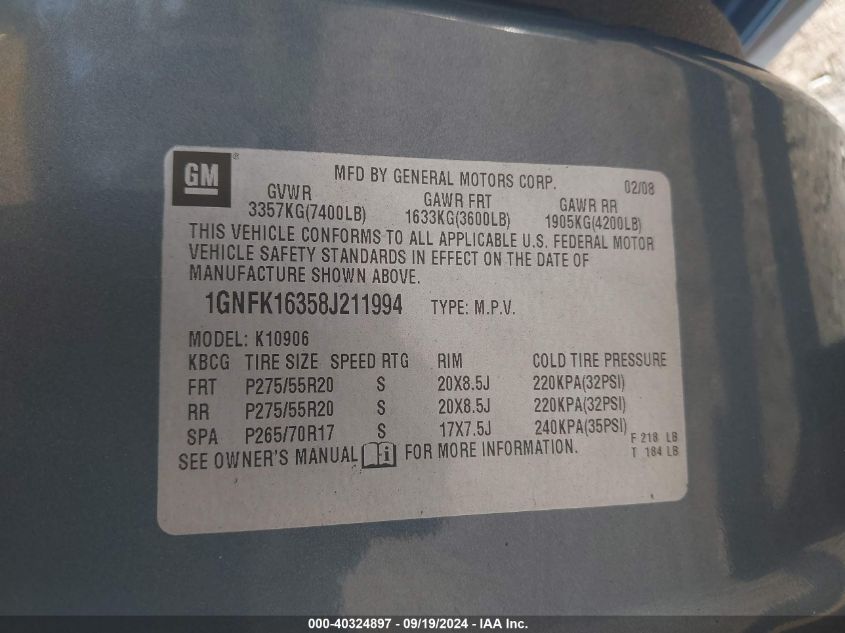 GM®
MFD BY GENERAL MOTORS CORP. 02/08
GVWR GAWR FRT GAWR RR
3357KG(7400LB) 1633KG(3600LB) 1905KG(4200LB)
THIS VEHICLE CONFORMS TO ALL APPLICABLE U.S. FEDERAL MOTOR
VEHICLE SAFETY STANDARDS IN EFFECT ON THE DATE OF
MANUFACTURE SHOWN ABOVE.
1GNFK16358J211994 TYPE: M.P.V.
MODEL: K10906
KBCG TIRE SIZE SPEED RTG RIM COLD TIRE PRESSURE
FRT P275/55R20 S 20X8.5J 220KPA(32PSI)
RR P275/55R20 S 20X8.5J 220KPA(32PSI)
SPA P265/70R17 S 17X7.5J 240KPA(35PSI)
F 218 LB
T 184 LB
SEE OWNER'S MANUAL i FOR MORE INFORMATION.
000-40324897 - 09/19/2024 - IAA Inc.